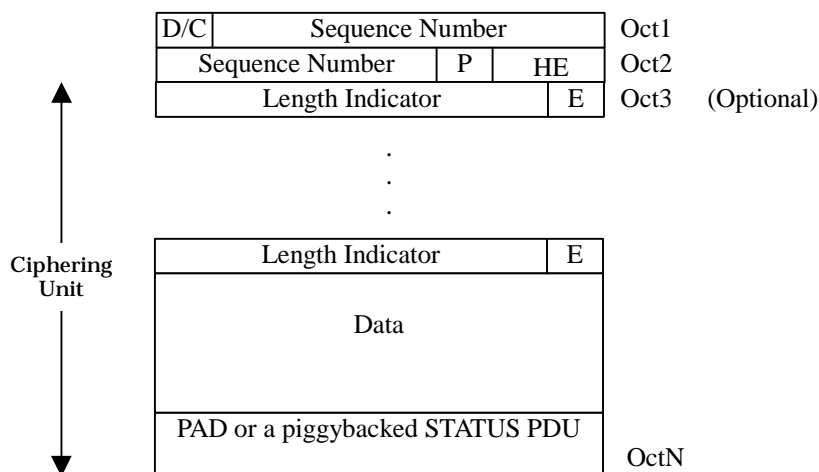 D/C Sequence Number Oct1
Sequence Number P HE Oct2
Length Indicator E Oct3 (Optional)
.
.
.
Length Indicator E
Ciphering
Unit
Data
PAD or a piggybacked STATUS PDU
OctN